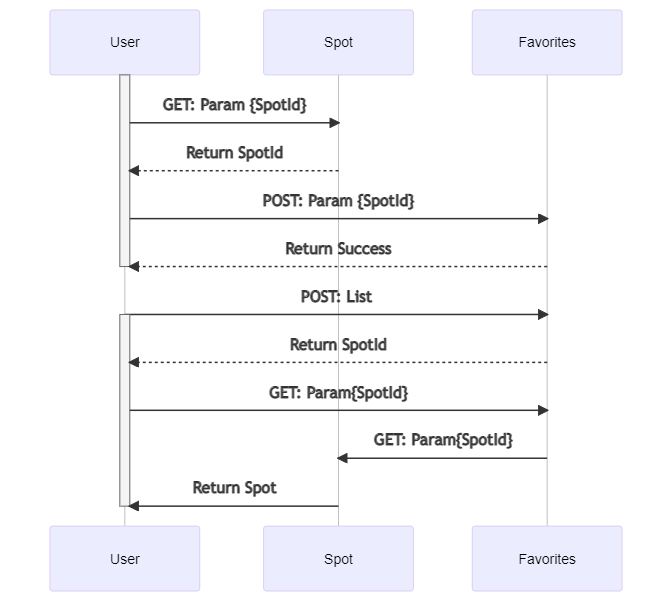 User
Spot
Favorites
GET: Param {SpotId}
Return SpotId
POST: Param {SpotId}
Return Success
POST: List
Return SpotId
GET: Param{SpotId}
GET: Param{SpotId}
Return Spot
User
Spot
Favorites